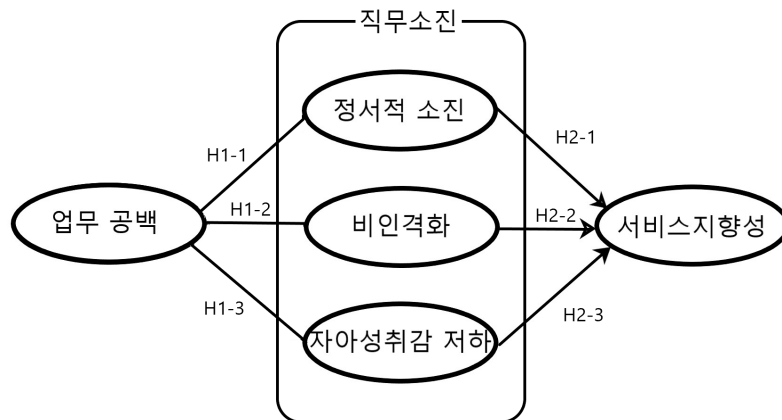 직무소진
정서적 소진
H1-1
H2-1
업무 공백
H1-2
비인격화
H2-2
서비스지향성
H1-3
자아성취감 저하
H2-3